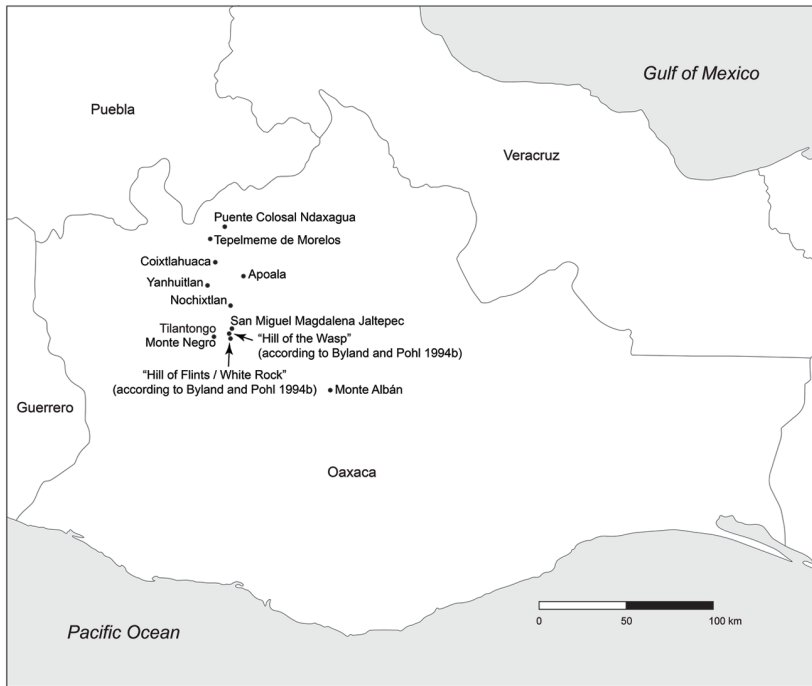 Gulf of Mexico
Puebla
Veracruz
Puente Colosal Ndaxagua
Tepelmeme de Morelos
Coixtlahuaca
Apoala
Yanhuitlan
Nochixtlan
San Miguel Magdalena Jaltepec
Tilantongo
Monte Negro
“Hill of the Wasp”
(according to Byland and Pohl 1994b)
“Hill of Flints / White Rock”
(according to Byland and Pohl 1994b)
Monte Albán
Guerrero
Oaxaca
Pacific Ocean
0 50 100 km